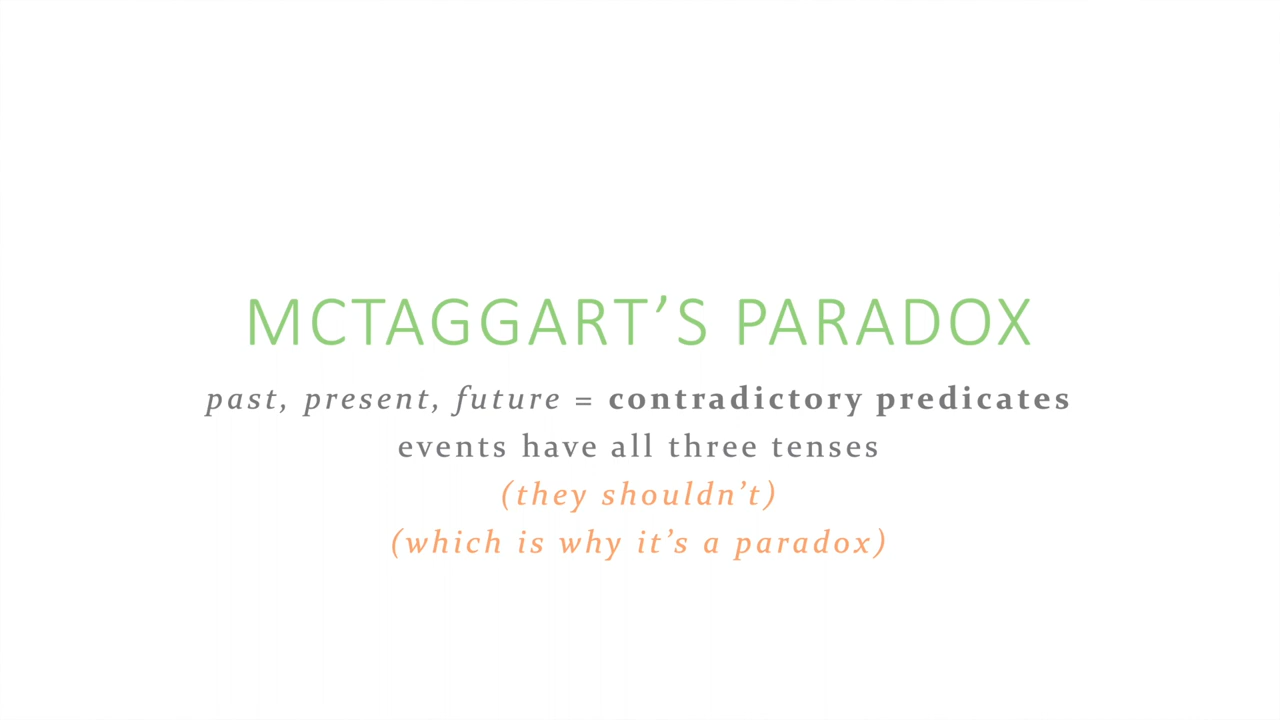 MCTAGGART’S PARADOX
past, present, future = contradictory predicates
events have all three tenses
(they shouldn’t)
(which is why it’s a paradox)